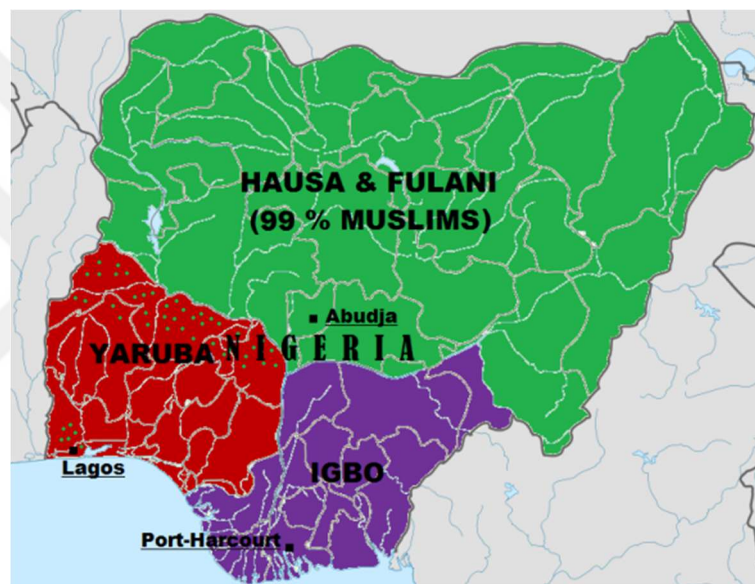 HAUSA & FULANI
(99 % MUSLIMS)
Abudja
YARUBA
NIGERIA
Lagos
IGBO
Port-Harcourt